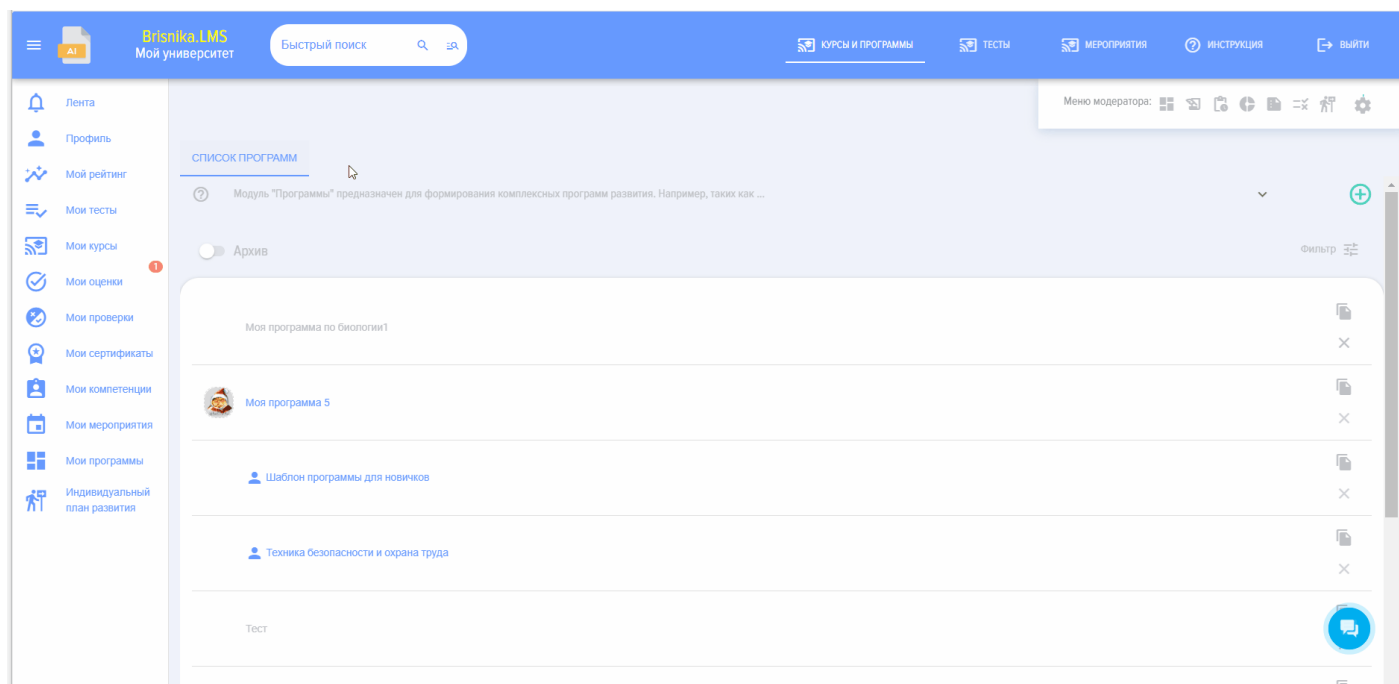 Brisnika.LMS
AI
Мой университет
Быстрый поиск
КУРСЫ И ПРОГРАММЫ
ТЕСТЫ
МЕРОПРИЯТИЯ
ИНСТРУКЦИЯ
ВЫЙТИ
Меню модератора:
Лента
Профиль
Мой рейтинг
Мои тесты
Мои курсы
1
Мои оценки
Мои проверки
Мои сертификаты
Мои компетенции
Мои мероприятия
Мои программы
Индивидуальный
план развития
СПИСОК ПРОГРАММ
Модуль "Программы" предназначен для формирования комплексных программ развития. Например, таких как ...
Архив
Фильтр
Моя программа по биологии1
Моя программа 5
Шаблон программы для новичков
Техника безопасности и охрана труда
Тест